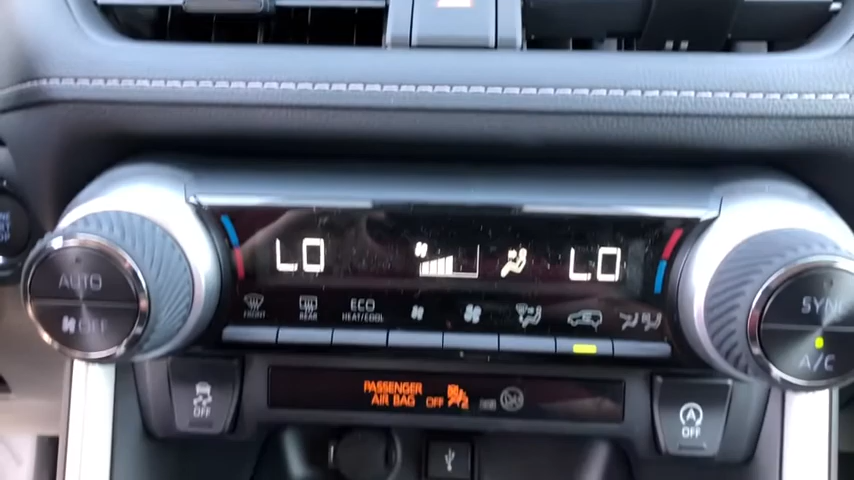 LO
LO
AUTO
OFF
FRONT
REAR
ECO
HEAT/COOL
SYNC
A/C
PASSENGER
AIR BAG OFF
OFF
A
OFF